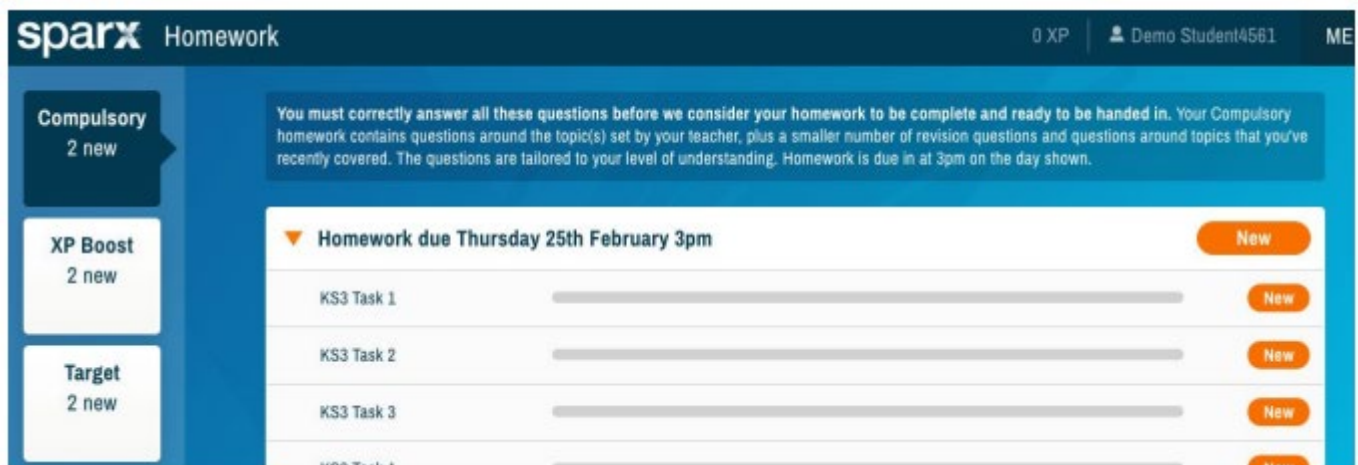 sparx Homework
0 XP
Demo Student4561
ME
Compulsory
2 new
You must correctly answer all these questions before we consider your homework to be complete and ready to be handed in. Your Compulsory
homework contains questions around the topic(s) set by your teacher, plus a smaller number of revision questions and questions around topics that you've
recently covered. The questions are tailored to your level of understanding. Homework is due in at 3pm on the day shown.
XP Boost
2 new
Target
2 new
Homework due Thursday 25th February 3pm
New
KS3 Task 1
New
KS3 Task 2
New
KS3 Task 3
New